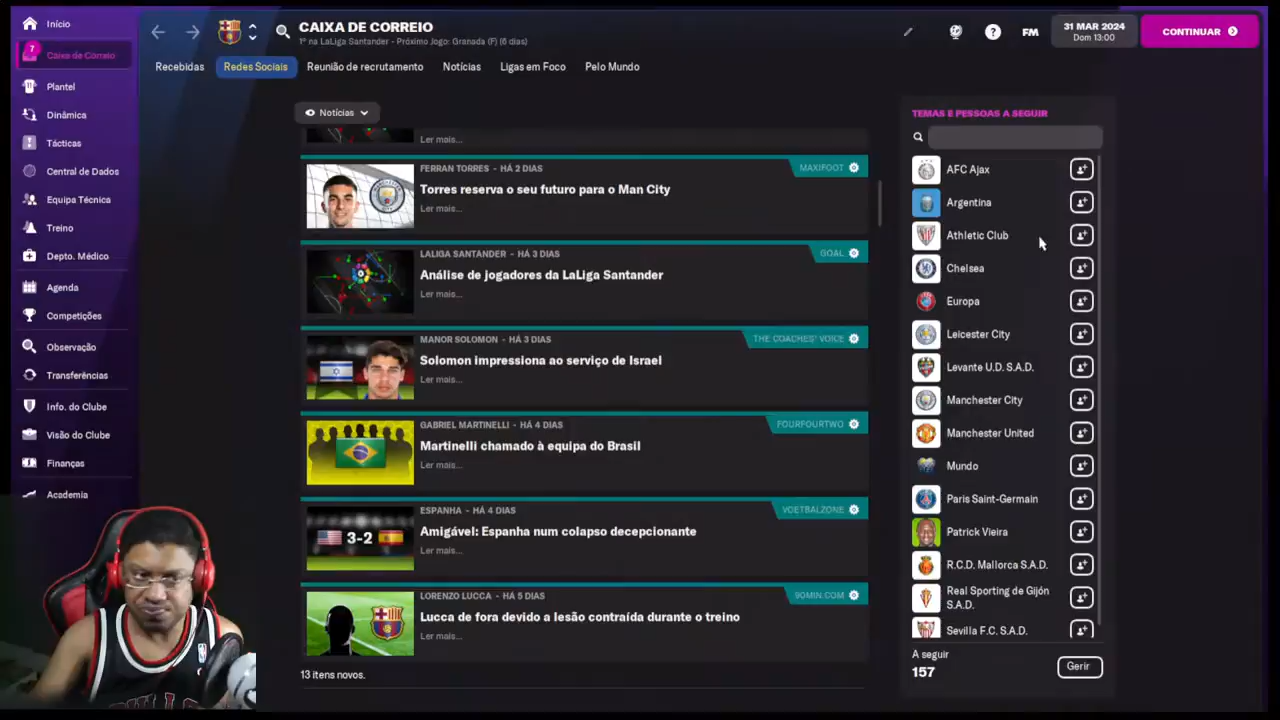 Início
7
Caixa de Correio
Plantel
Dinâmica
Tácticas
Central de Dados
Equipa Técnica
Treino
Depto. Médico
Agenda
Competições
Observação
Transferências
Info. do Clube
Visão do Clube
Finanças
Academia
CAIXA DE CORREIO
1º na LaLiga Santander - Próximo Jogo: Granada (F) (6 dias)
?
FM
31 MAR 2024
Dom 13:00
CONTINUAR
Recebidas
Redes Sociais
Reunião de recrutamento
Notícias
Ligas em Foco
Pelo Mundo
Notícias
Ler mais...
FERRAN TORRES - HÁ 2 DIAS
MAXIFOOT
Torres reserva o seu futuro para o Man City
Ler mais...
LALIGA SANTANDER - HÁ 3 DIAS
GOAL
Análise de jogadores da LaLiga Santander
Ler mais...
MANOR SOLOMON - HÁ 3 DIAS
THE COACHES' VOICE
Solomon impressiona ao serviço de Israel
Ler mais...
GABRIEL MARTINELLI - HÁ 4 DIAS
FOURFOURTWO
Martinelli chamado à equipa do Brasil
Ler mais...
ESPANHA - HÁ 4 DIAS
VOETBALZONE
3-2
Amigável: Espanha num colapso decepcionante
Ler mais...
LORENZO LUCCA - HÁ 5 DIAS
90MIN.COM
Lucca de fora devido a lesão contraída durante o treino
Ler mais...
13 itens novos.
TEMAS E PESSOAS A SEGUIR
AFC Ajax
Argentina
Athletic Club
Chelsea
Europa
Leicester City
Levante U.D. S.A.D.
Manchester City
Manchester United
Mundo
Paris Saint-Germain
Patrick Vieira
R.C.D. Mallorca S.A.D.
Real Sporting de Gijón
S.A.D.
Sevilla F.C. S.A.D.
A seguir
157
Gerir